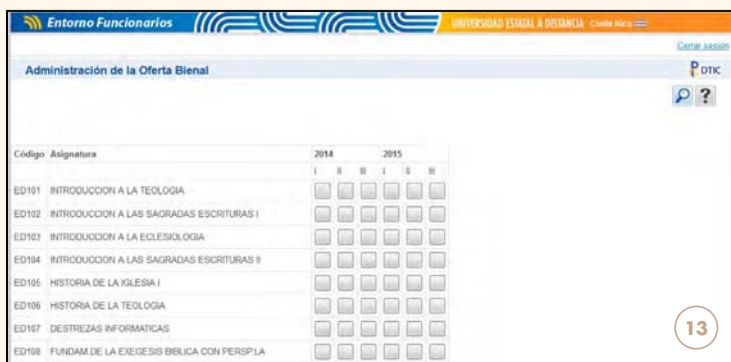 Entorno Funcionarios
UNIVERSIDAD ESTATAL A DISTANCIA Costa Rica
Cerrar sesión
Administración de la Oferta Bienal
DTIC
?
Código Asignatura 2014 2015
I II III I II III
ED101 INTRODUCCION A LA TEOLOGIA
ED102 INTRODUCCION A LAS SAGRADAS ESCRITURAS I
ED103 INTRODUCCION A LA ECLESIOLOGIA
ED104 INTRODUCCION A LAS SAGRADAS ESCRITURAS II
ED105 HISTORIA DE LA IGLESIA I
ED106 HISTORIA DE LA TEOLOGIA
ED107 DESTREZAS INFORMATICAS
ED108 FUNDAM.DE LA EXEGESIS BIBLICA CON PERSP.LA
13